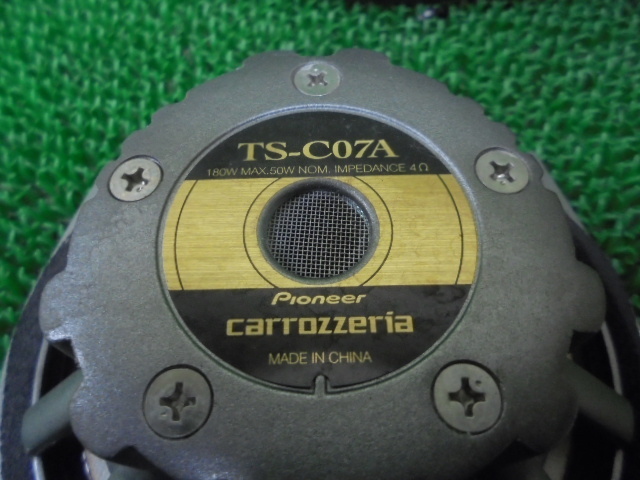 TS-C07A
180W MAX.50W NOM. IMPEDANCE 4Ω
Pioneer
carrozzeria
MADE IN CHINA